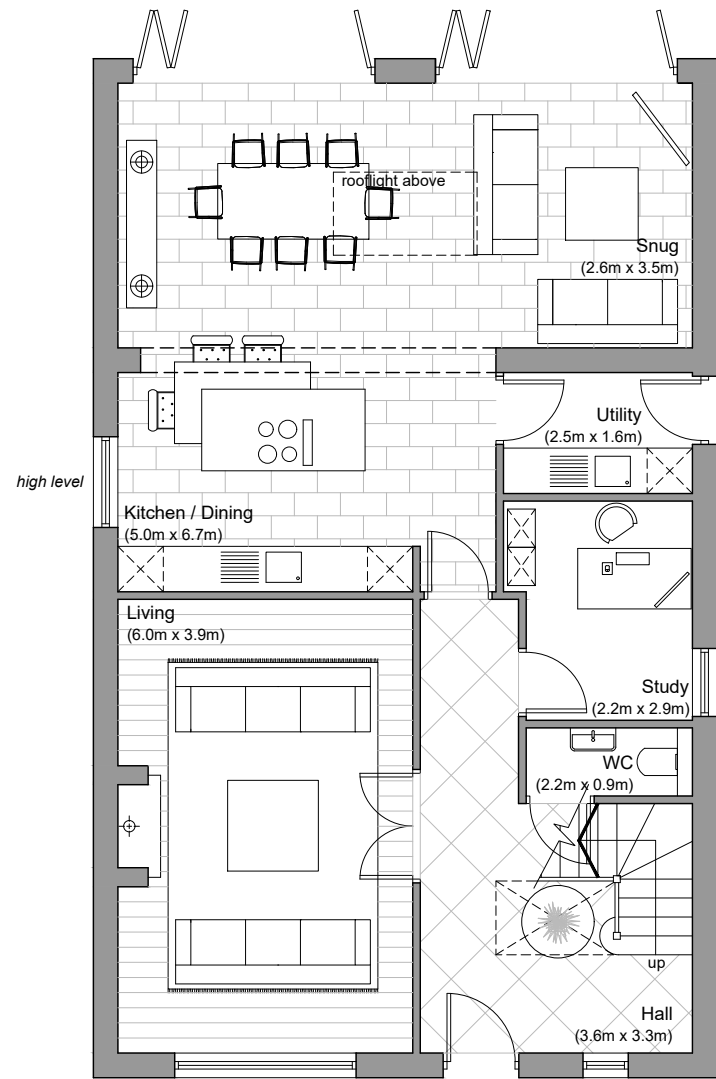 rooflight above
Snug
(2.6m x 3.5m)
Utility
(2.5m x 1.6m)
high level
Kitchen / Dining
(5.0m x 6.7m)
Living
(6.0m x 3.9m)
Study
(2.2m x 2.9m)
WC
(2.2m x 0.9m)
up
Hall
(3.6m x 3.3m)